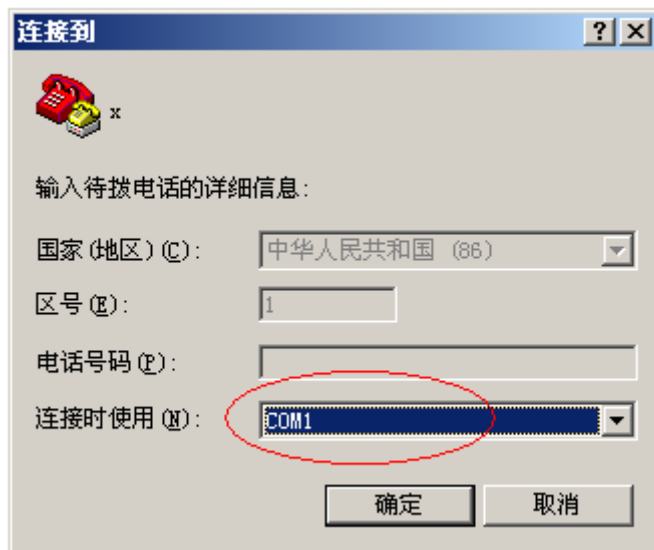 连接到
x
输入待拨电话的详细信息:
国家(地区)(C): 中华人民共和国 (86)
区号(E): 1
电话号码(P):
连接时使用(N): COM1
确定 取消